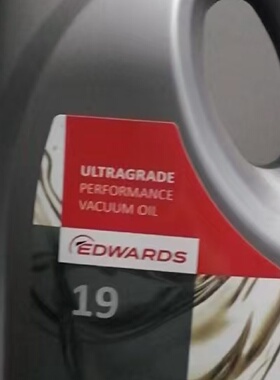 ULTRAGRADE
PERFORMANCE
VACUUM OIL
EDWARDS
19